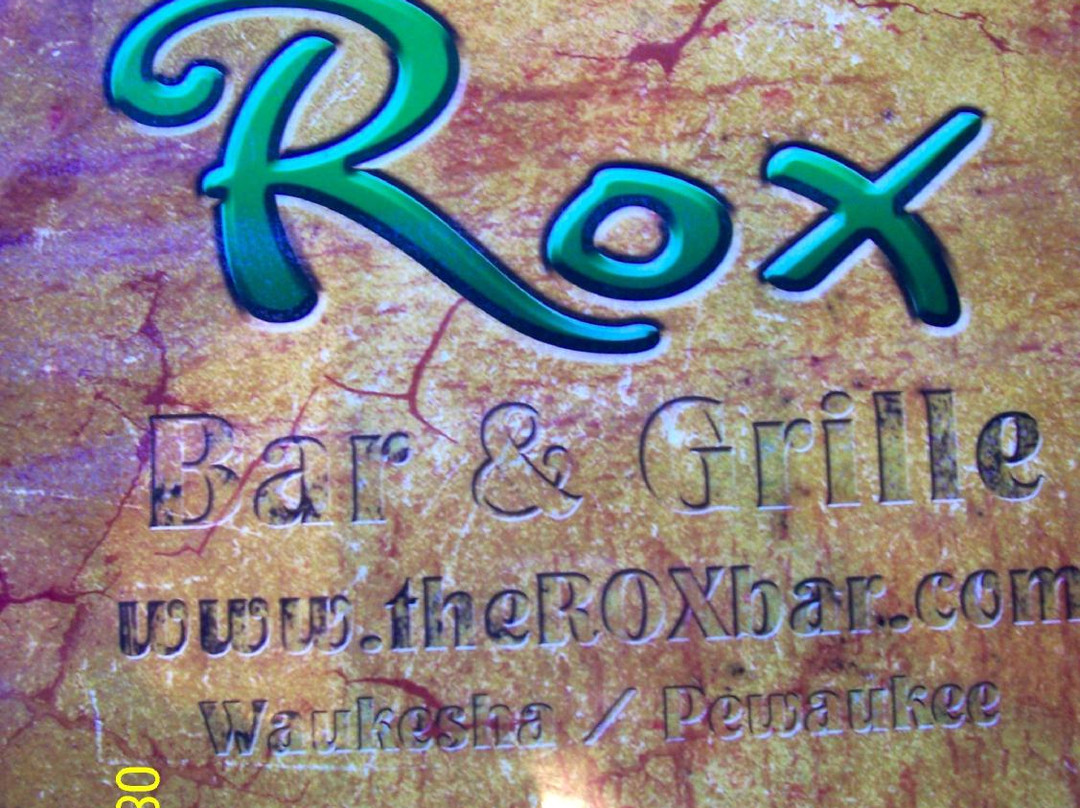 Rox
Bar & Grille
www.theROXbar.com
Waukesha / Pewaukee